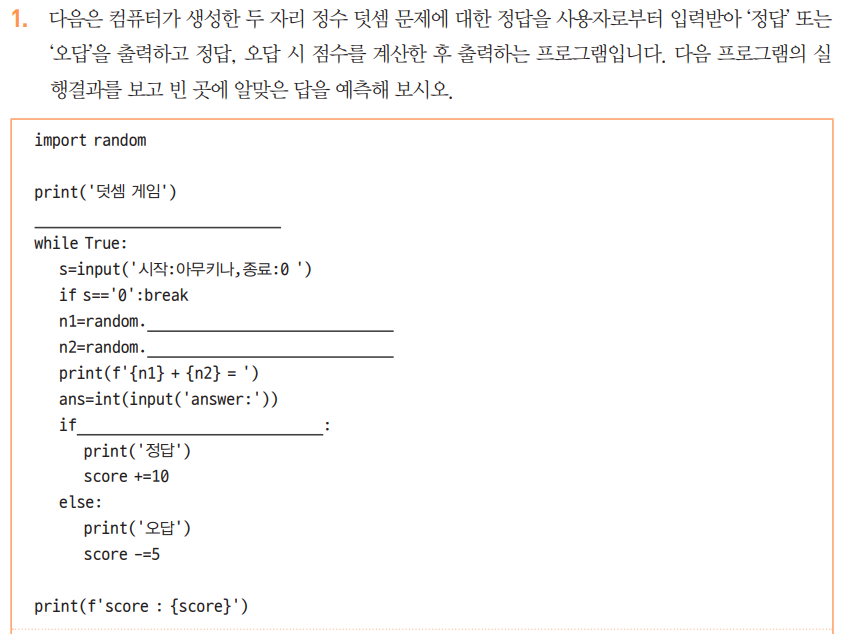 1. 다음은 컴퓨터가 생성한 두 자리 정수 덧셈 문제에 대한 정답을 사용자로부터 입력받아 ‘정답’ 또는
‘오답’을 출력하고 정답, 오답 시 점수를 계산한 후 출력하는 프로그램입니다. 다음 프로그램의 실
행결과를 보고 빈 곳에 알맞은 답을 예측해 보시오.
import random
print('덧셈 게임')
____________________
while True:
s=input('시작:아무키나,종료:0 ')
if s=='0':break
n1=random.____________________
n2=random.____________________
print(f'{n1} + {n2} = ')
ans=int(input('answer:'))
if____________________:
print('정답')
score +=10
else:
print('오답')
score -=5
print(f'score : {score}')